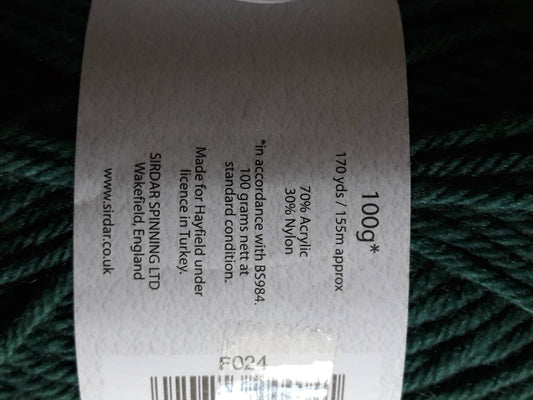 100g*
170 yds / 155m approx
70% Acrylic
30% Nylon
*in accordance with BS984.
100 grams nett at
standard condition.
Made for Hayfield under
licence in Turkey.
SIRDAR SPINNING LTD
Wakefield, England
www.sirdar.co.uk
F024